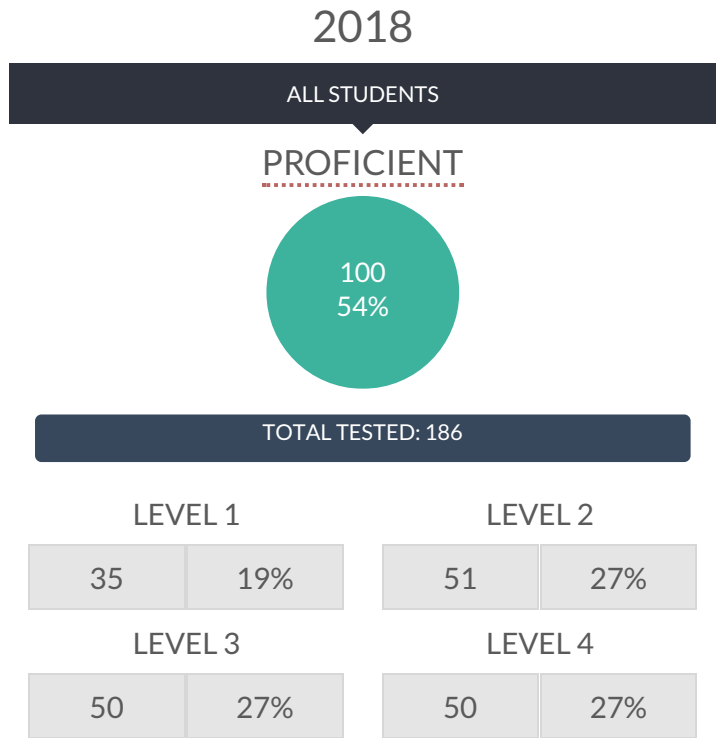 2018
ALL STUDENTS
PROFICIENT
100
54%
TOTAL TESTED: 186
LEVEL 1 LEVEL 2
35 19% 51 27%
LEVEL 3 LEVEL 4
50 27% 50 27%